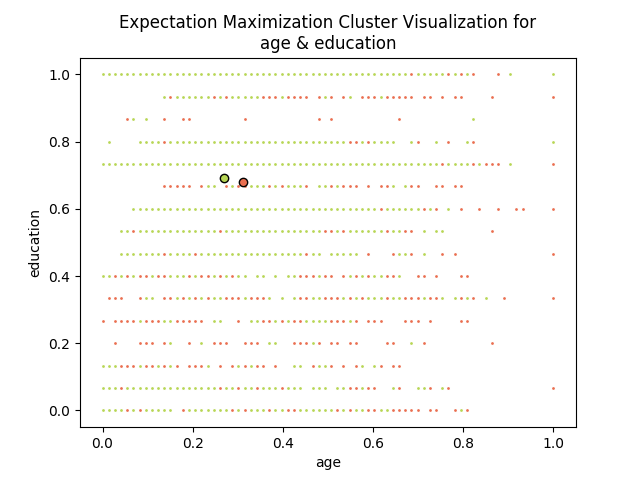 Expectation Maximization Cluster Visualization for
age & education
1.0
0.8
0.6
0.4
0.2
0.0
education
0.0 0.2 0.4 0.6 0.8 1.0
age